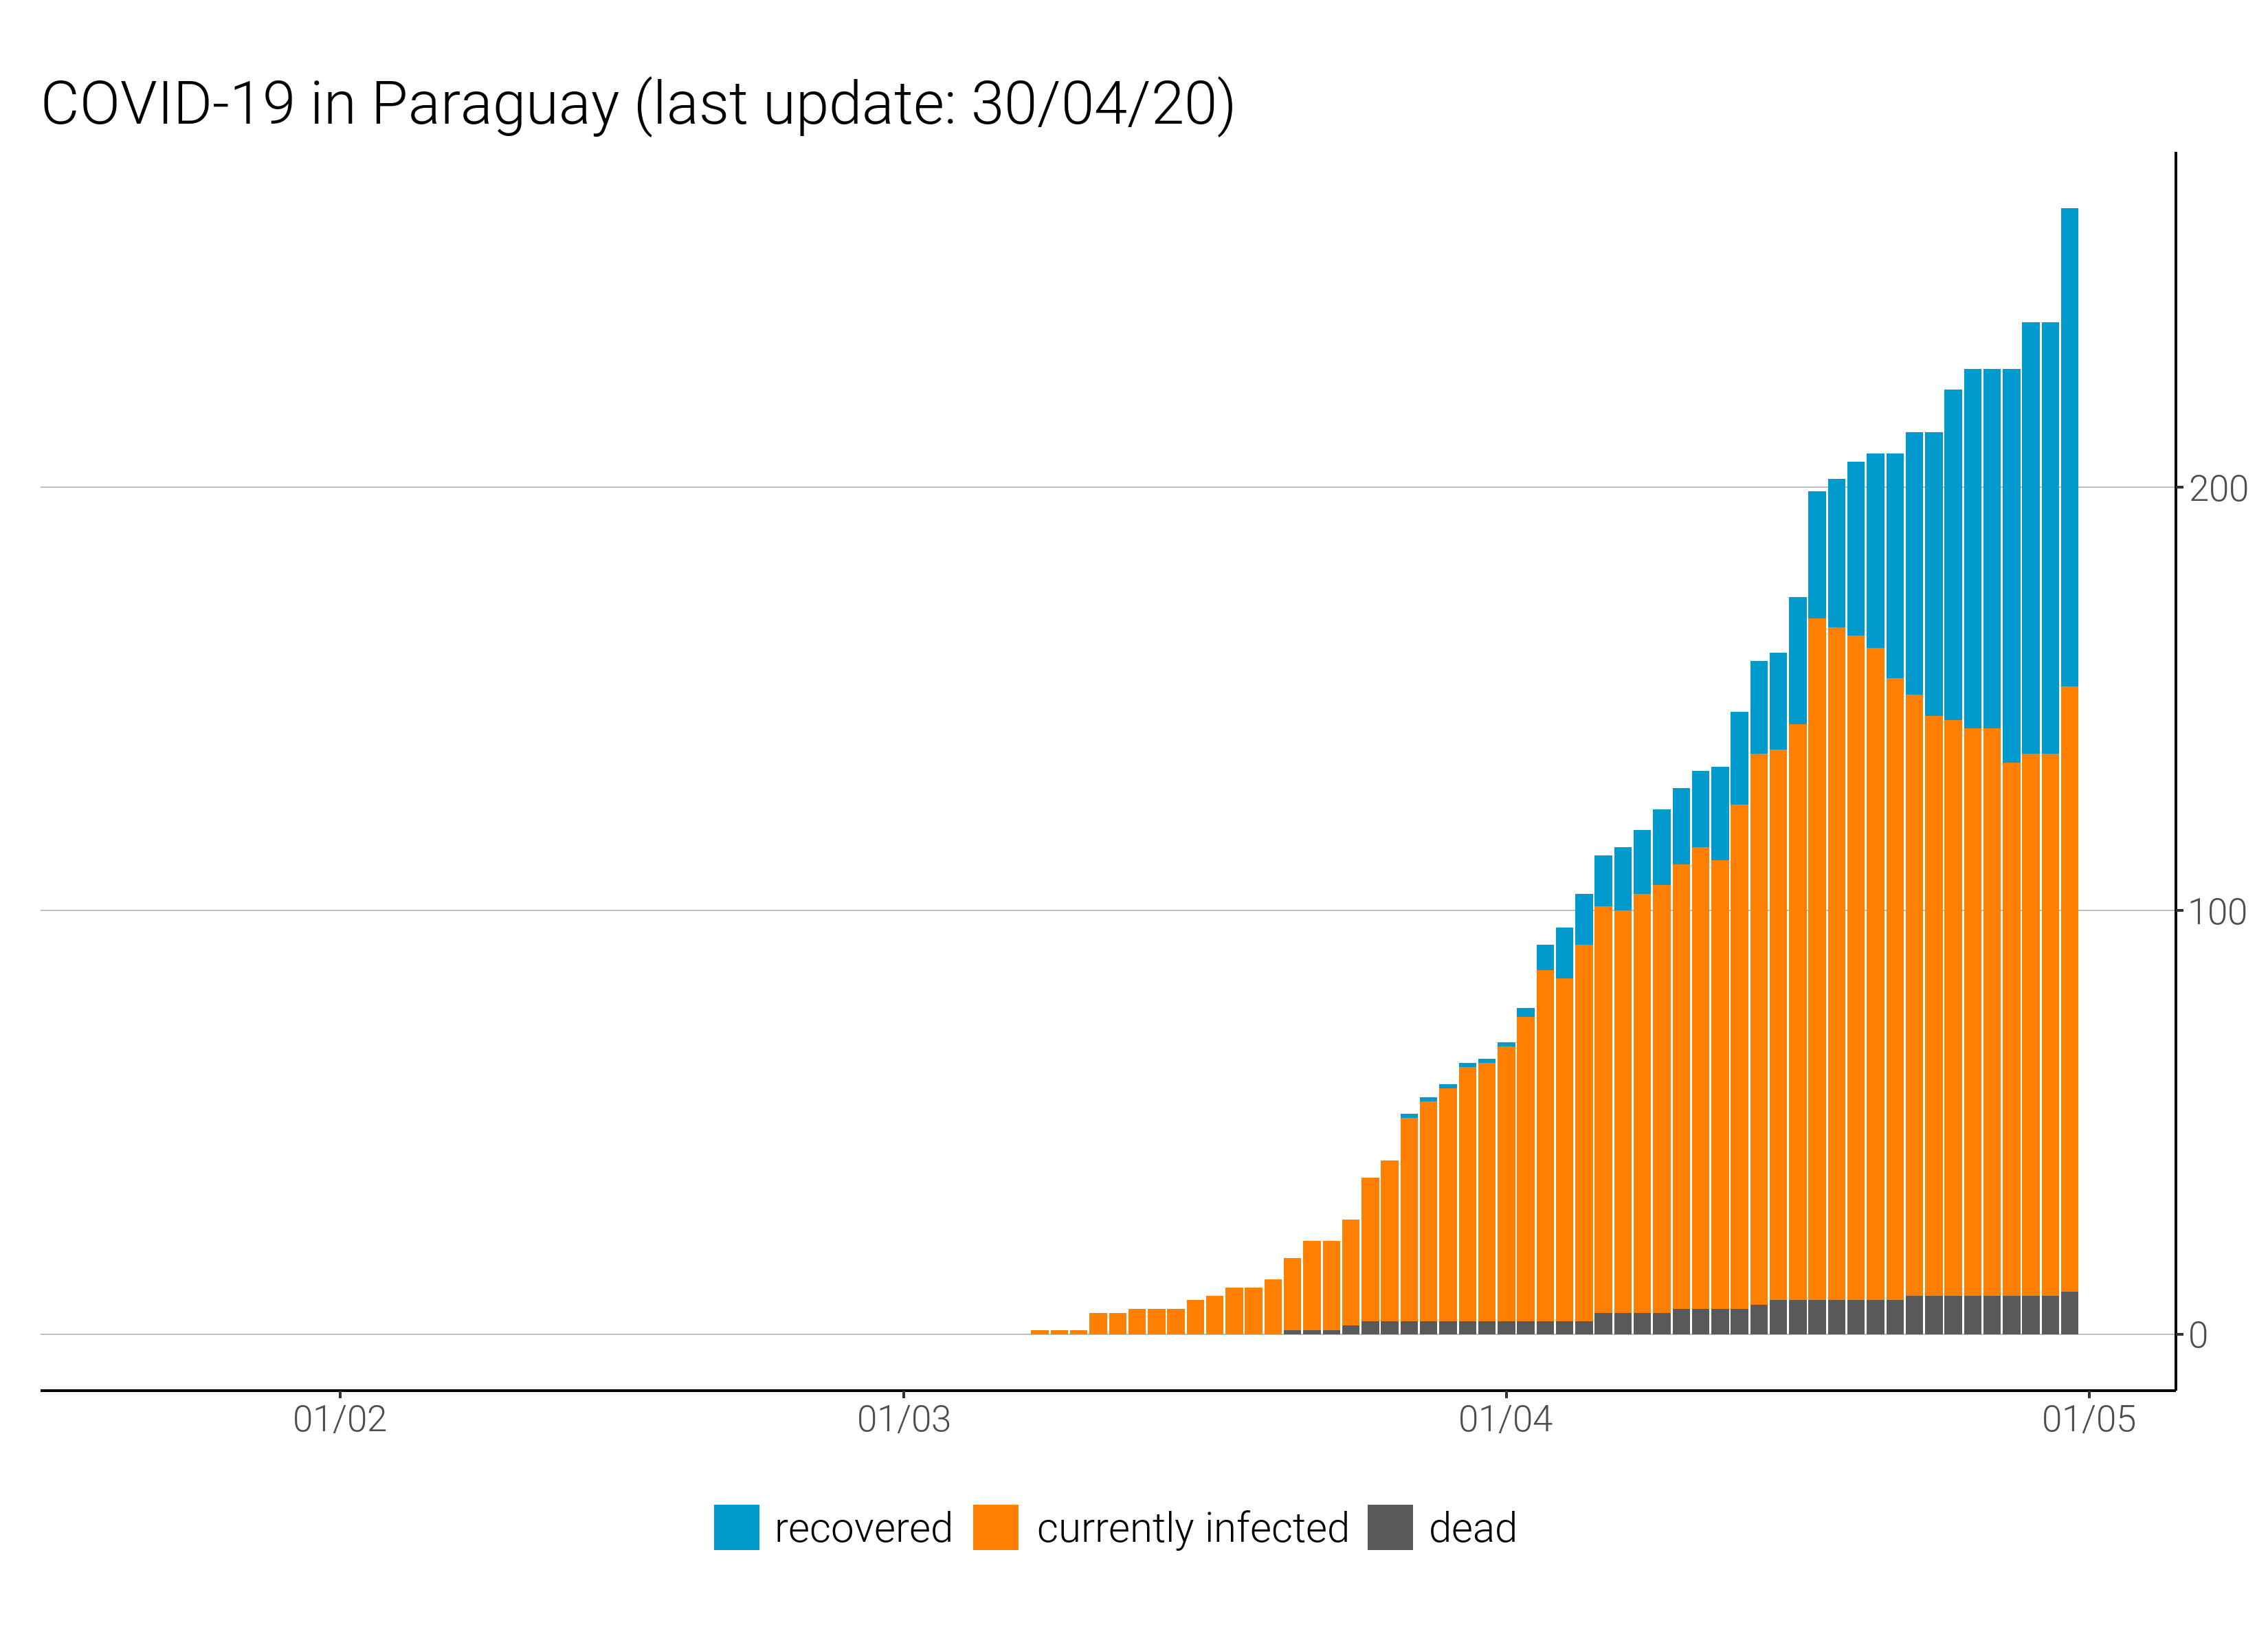 COVID-19 in Paraguay (last update: 30/04/20)
200
100
0
01/02 01/03 01/04 01/05
recovered currently infected dead